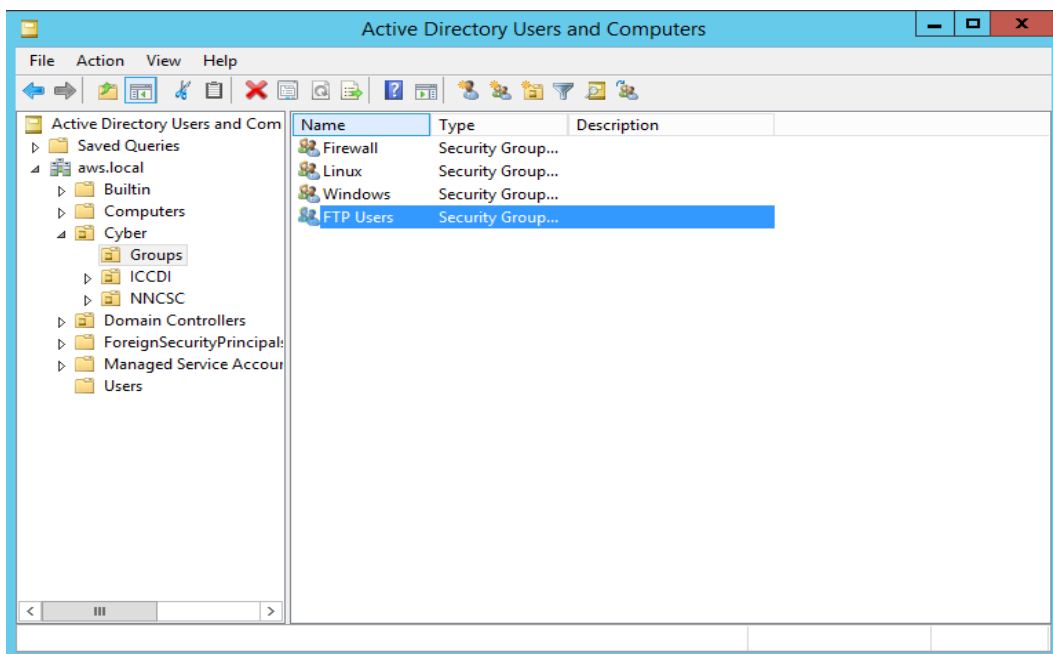 Active Directory Users and Computers
x
File Action View Help
Active Directory Users and Com
Saved Queries
aws.local
Builtin
Computers
Cyber
Groups
ICCDI
NNCSC
Domain Controllers
ForeignSecurityPrincipal
Managed Service Accour
Users
Name Type Description
Firewall Security Group...
Linux Security Group...
Windows Security Group...
FTP Users Security Group...